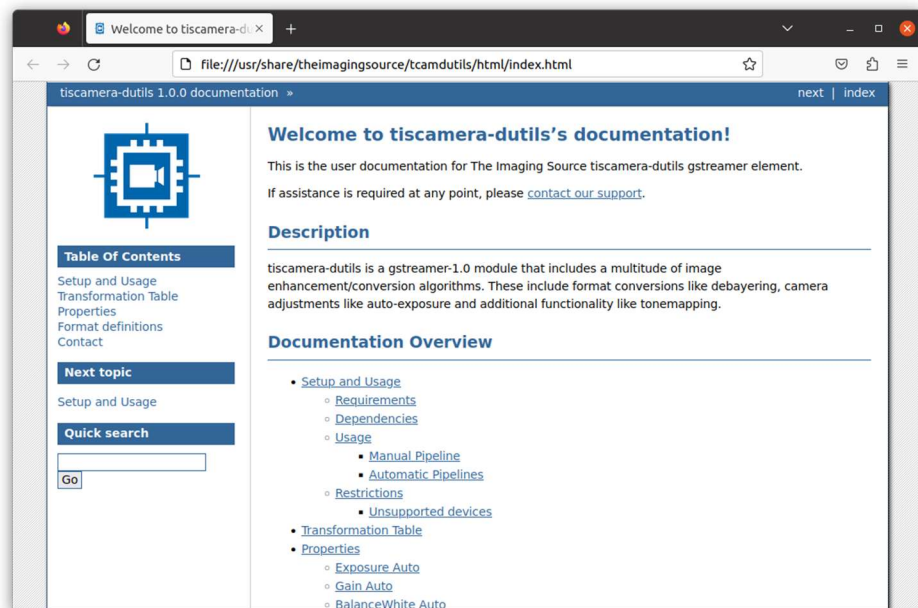 Welcome to tiscamera-du
file:///usr/share/theimagingsource/tcamdutils/html/index.html
tiscamera-dutils 1.0.0 documentation »
next | index
Table Of Contents
Setup and Usage
Transformation Table
Properties
Format definitions
Contact
Next topic
Setup and Usage
Quick search
Go
Welcome to tiscamera-dutils’s documentation!
This is the user documentation for The Imaging Source tiscamera-dutils gstreamer element.
If assistance is required at any point, please contact our support.
Description
tiscamera-dutils is a gstreamer-1.0 module that includes a multitude of image
enhancement/conversion algorithms. These include format conversions like debayering, camera
adjustments like auto-exposure and additional functionality like tonemapping.
Documentation Overview
• Setup and Usage
◦ Requirements
◦ Dependencies
◦ Usage
▪ Manual Pipeline
▪ Automatic Pipelines
◦ Restrictions
▪ Unsupported devices
• Transformation Table
• Properties
◦ Exposure Auto
◦ Gain Auto
◦ BalanceWhite Auto